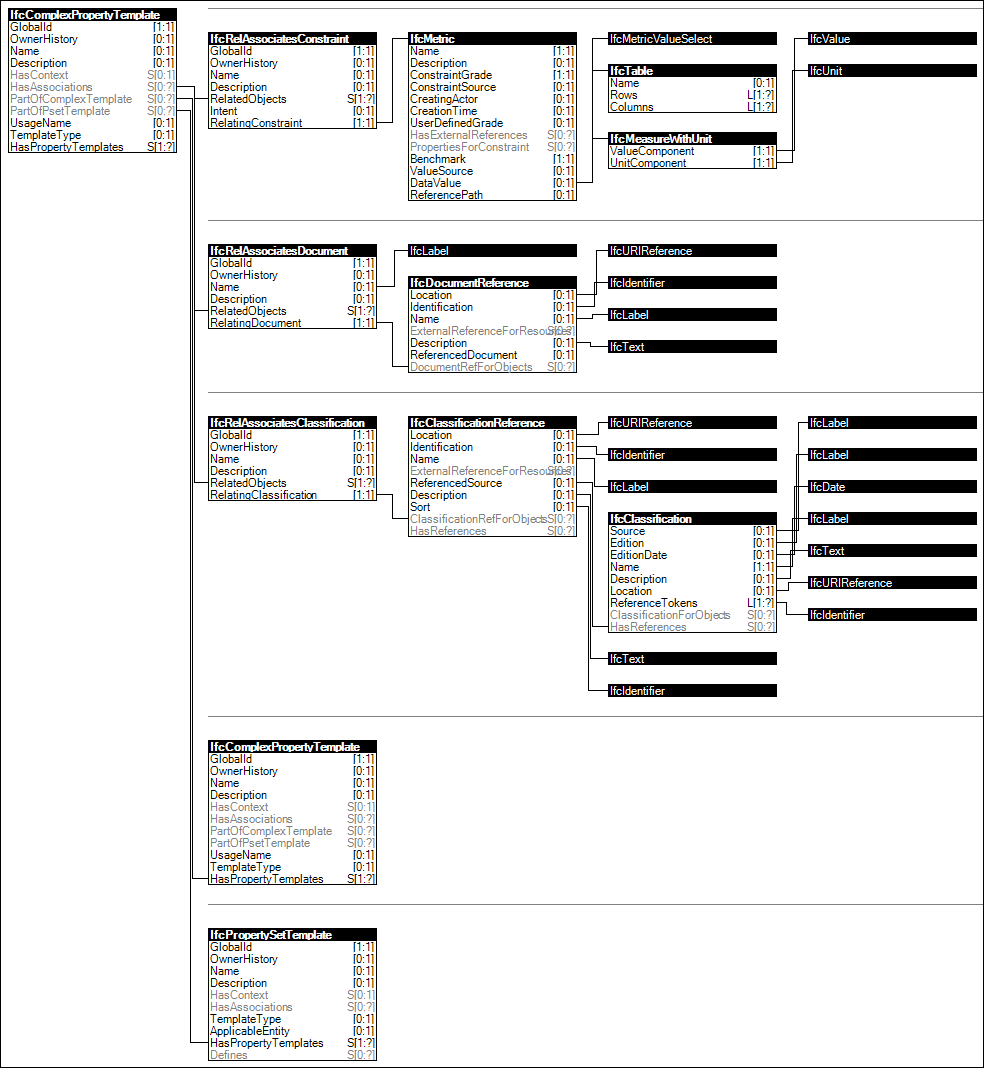 IfcComplexPropertyTemplate
GlobalId [1:1]
OwnerHistory [0:1]
Name [0:1]
Description [0:1]
HasContext S[0:1]
HasAssociations S[0:?]
PartOfComplexTemplate S[0:?]
PartOfPsetTemplate S[0:?]
UsageName [0:1]
TemplateType [0:1]
HasPropertyTemplates S[1:?]
IfcRelAssociatesConstraint
GlobalId [1:1]
OwnerHistory [0:1]
Name [0:1]
Description [0:1]
RelatedObjects S[1:?]
Intent [0:1]
RelatingConstraint [1:1]
IfcMetric
Name [1:1]
Description [0:1]
ConstraintGrade [1:1]
ConstraintSource [0:1]
CreatingActor [0:1]
CreationTime [0:1]
UserDefinedGrade [0:1]
HasExternalReferences S[0:?]
PropertiesForConstraint S[0:?]
Benchmark [1:1]
ValueSource [0:1]
DataValue [0:1]
ReferencePath [0:1]
IfcMetricValueSelect
IfcTable
Name [0:1]
Rows L[1:?]
Columns L[1:?]
IfcMeasureWithUnit
ValueComponent [1:1]
UnitComponent [1:1]
IfcValue
IfcUnit
IfcRelAssociatesDocument
GlobalId [1:1]
OwnerHistory [0:1]
Name [0:1]
Description [0:1]
RelatedObjects S[1:?]
RelatingDocument [1:1]
IfcLabel
IfcDocumentReference
Location [0:1]
Identification [0:1]
Name [0:1]
ExternalReferenceForResources S[0:?]
Description [0:1]
ReferencedDocument [0:1]
DocumentRefForObjects S[0:?]
IfcURIReference
IfcIdentifier
IfcLabel
IfcText
IfcRelAssociatesClassification
GlobalId [1:1]
OwnerHistory [0:1]
Name [0:1]
Description [0:1]
RelatedObjects S[1:?]
RelatingClassification [1:1]
IfcClassificationReference
Location [0:1]
Identification [0:1]
Name [0:1]
ExternalReferenceForResources S[0:?]
ReferencedSource [0:1]
Description [0:1]
Sort [0:1]
ClassificationRefForObjects S[0:?]
HasReferences S[0:?]
IfcURIReference
IfcIdentifier
IfcLabel
IfcClassification
Source [0:1]
Edition [0:1]
EditionDate [0:1]
Name [1:1]
Description [0:1]
Location [0:1]
ReferenceTokens L[1:?]
ClassificationForObjects S[0:?]
HasReferences S[0:?]
IfcText
IfcIdentifier
IfcLabel
IfcLabel
IfcDate
IfcLabel
IfcText
IfcURIReference
IfcIdentifier
IfcComplexPropertyTemplate
GlobalId [1:1]
OwnerHistory [0:1]
Name [0:1]
Description [0:1]
HasContext S[0:1]
HasAssociations S[0:?]
PartOfComplexTemplate S[0:?]
PartOfPsetTemplate S[0:?]
UsageName [0:1]
TemplateType [0:1]
HasPropertyTemplates S[1:?]
IfcPropertySetTemplate
GlobalId [1:1]
OwnerHistory [0:1]
Name [0:1]
Description [0:1]
HasContext S[0:1]
HasAssociations S[0:?]
TemplateType [0:1]
ApplicableEntity [0:1]
HasPropertyTemplates S[1:?]
Defines S[0:?]